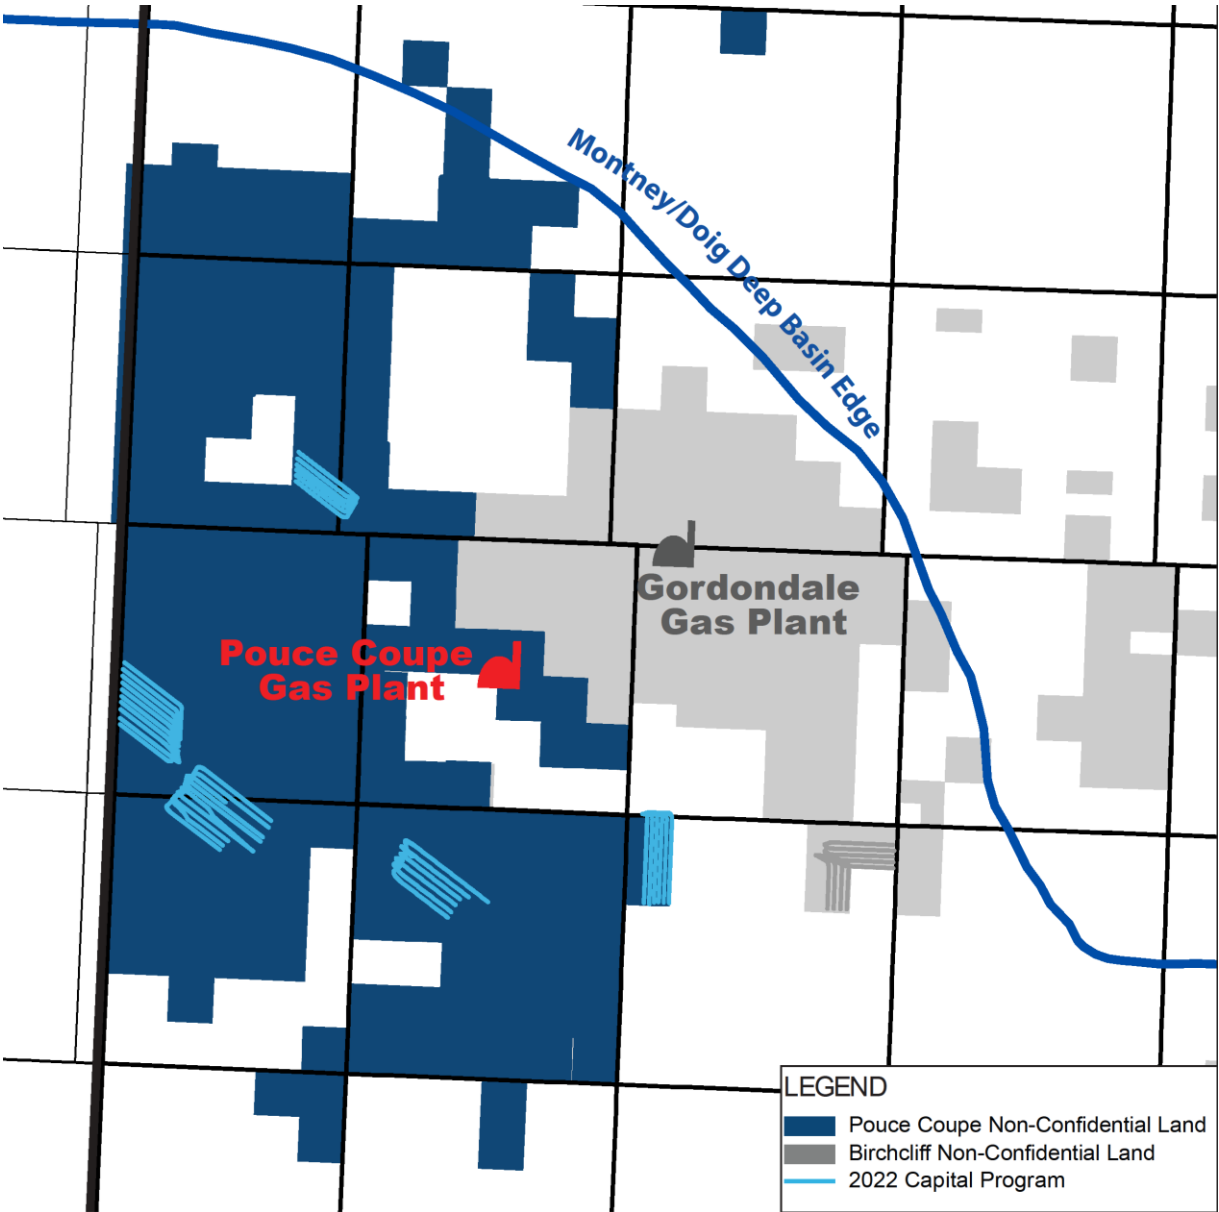 Montney/Doig Deep Basin Edge
Gordondale
Gas Plant
Pouce Coupe
Gas Plant
LEGEND
Pouce Coupe Non-Confidential Land
Birchcliff Non-Confidential Land
2022 Capital Program